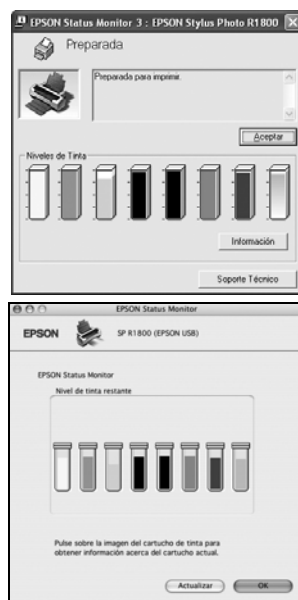 EPSON Status Monitor 3 : EPSON Stylus Photo R1800
Preparada
Preparada para imprimir.
Aceptar
Niveles de Tinta
Información
Soporte Técnico
EPSON Status Monitor
EPSON
SP R1800 (EPSON USB)
EPSON Status Monitor
Nivel de tinta restante
Pulse sobre la imagen del cartucho de tinta para
obtener información acerca del cartucho actual.
Actualizar
OK